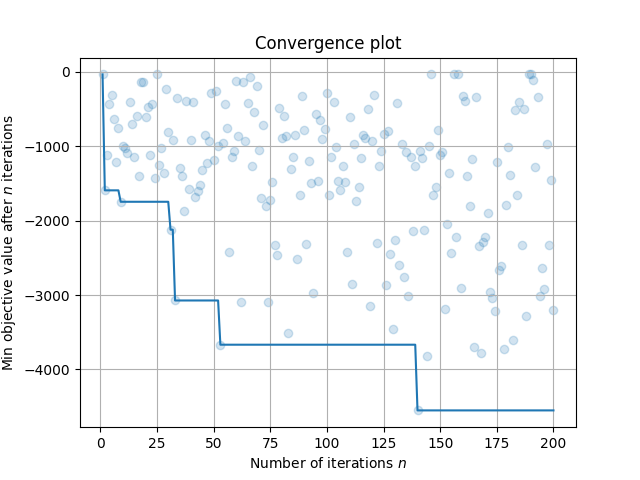 Convergence plot
0
−1000
−2000
−3000
−4000
Min objective value after n iterations
0 25 50 75 100 125 150 175 200
Number of iterations n